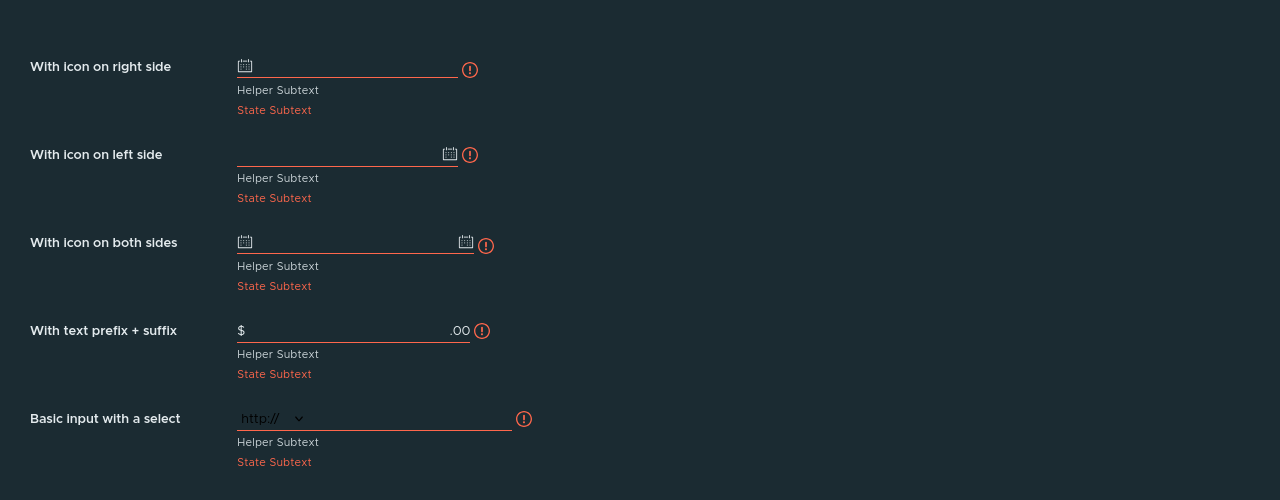 With icon on right side
Helper Subtext
State Subtext
With icon on left side
Helper Subtext
State Subtext
With icon on both sides
Helper Subtext
State Subtext
With text prefix + suffix $ .00
Helper Subtext
State Subtext
Basic input with a select http://
Helper Subtext
State Subtext